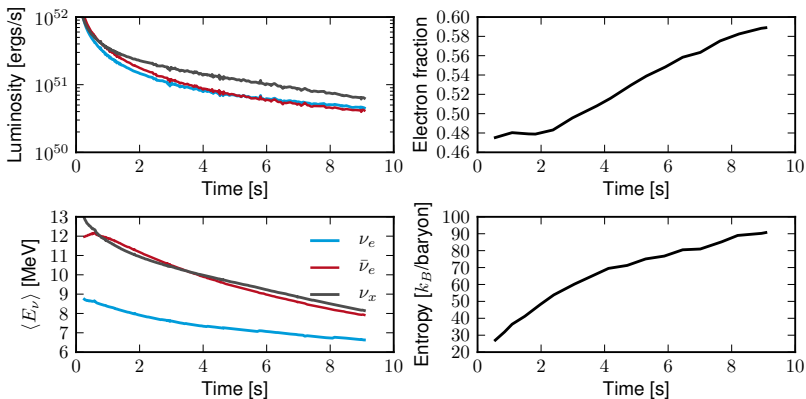 Luminosity [ergs/s]
10^52
10^51
10^50
0 2 4 6 8 10
Time [s]
Electron fraction
0.60
0.58
0.56
0.54
0.52
0.50
0.48
0.46
0 2 4 6 8 10
Time [s]
⟨E_ν⟩ [MeV]
13
12
11
10
9
8
7
6
ν_e
ν̄_e
ν_x
0 2 4 6 8 10
Time [s]
Entropy [k_B/baryon]
100
90
80
70
60
50
40
30
20
0 2 4 6 8 10
Time [s]